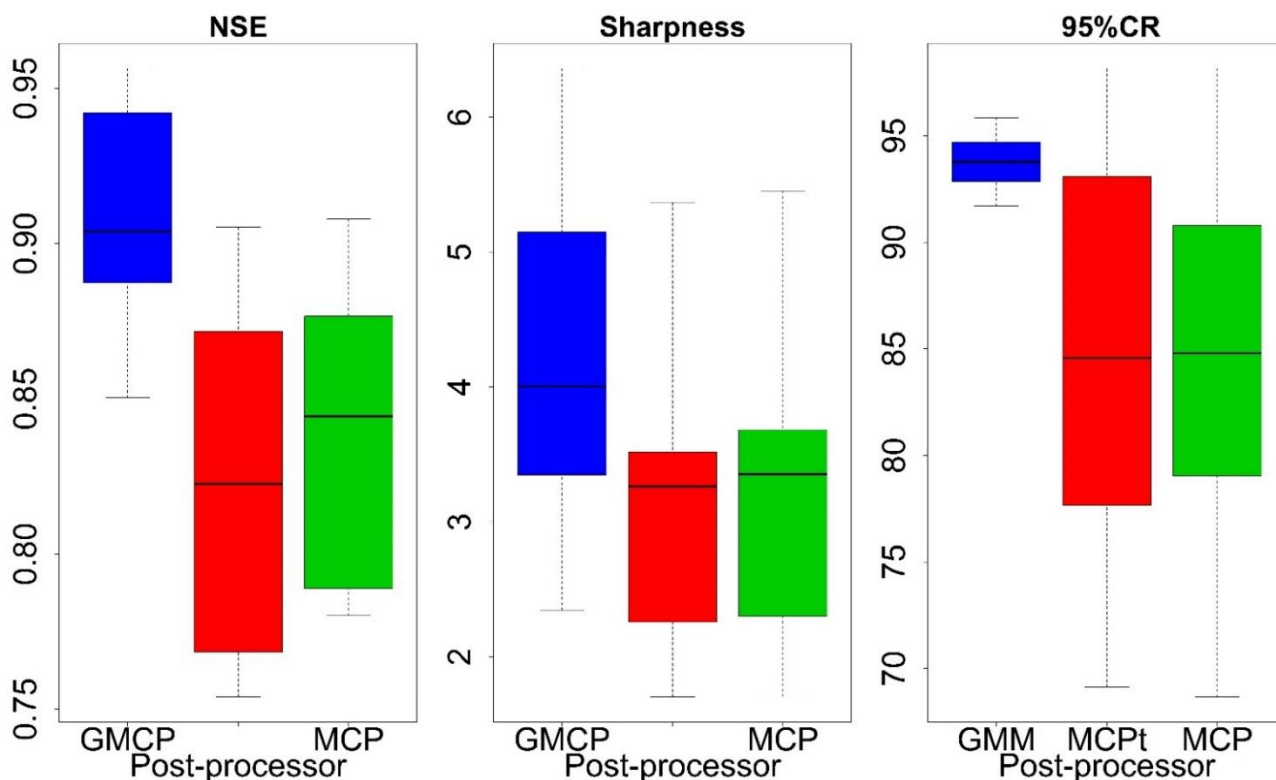 NSE
0.95
0.90
0.85
0.80
0.75
GMCP MCP
Post-processor
Sharpness
6
5
4
3
2
GMCP MCP
Post-processor
95%CR
95
90
85
80
75
70
GMM MCPt MCP
Post-processor